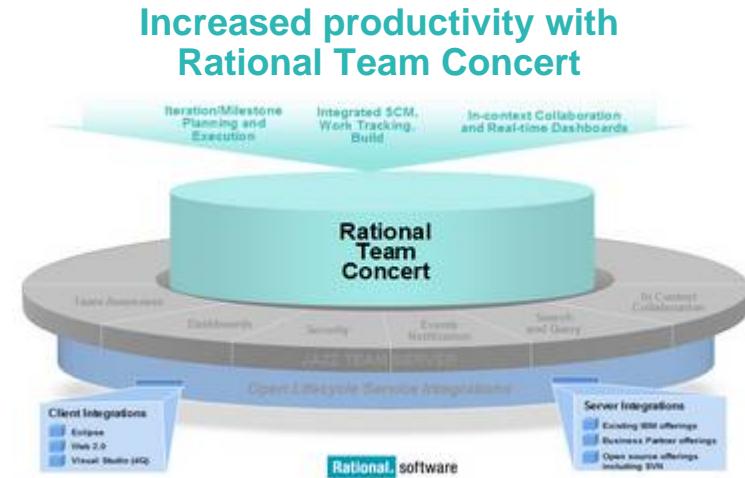 Increased productivity with
Rational Team Concert
Iteration/Milestone
Planning and
Execution
Integrated SCM,
Work Tracking,
Build
In-context Collaboration
and Real-time Dashboards
Rational
Team
Concert
Team Awareness
Dashboards
Security
Events
Notification
Search
and Query
In Context
Collaboration
JAZZ TEAM SERVER
Open Lifecycle Service Integrations
Client Integrations
Eclipse
Web 2.0
Visual Studio (4Q)
Server Integrations
Existing IBM offerings
Business Partner offerings
Open source offerings
including SVN
Rational. software